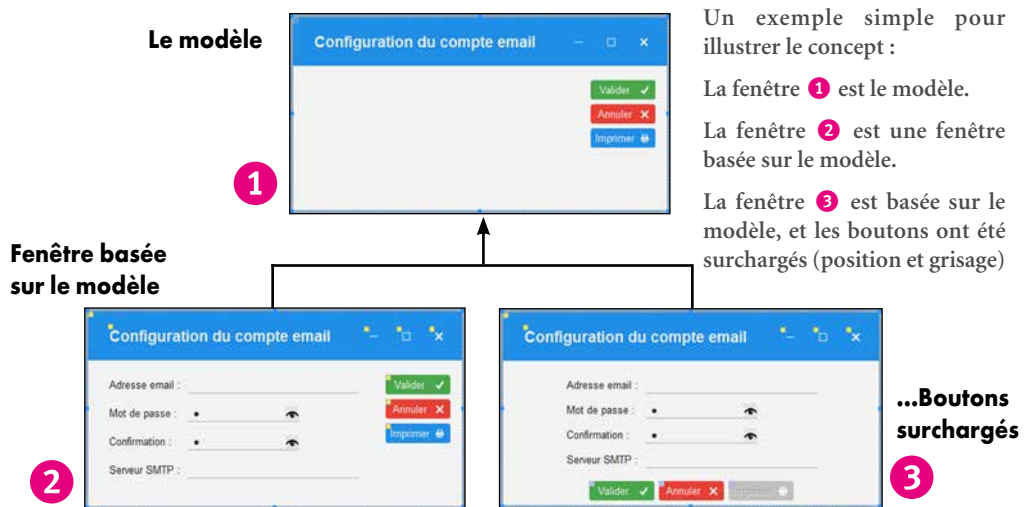 Le modèle
Configuration du compte email
Valider
Annuler
Imprimer
1
Un exemple simple pour
illustrer le concept :
La fenêtre 1 est le modèle.
La fenêtre 2 est une fenêtre
basée sur le modèle.
La fenêtre 3 est basée sur le
modèle, et les boutons ont été
surchargés (position et grisage)
Fenêtre basée
sur le modèle
Configuration du compte email
Adresse email :
Mot de passe :
Confirmation :
Serveur SMTP :
Valider
Annuler
Imprimer
2
Configuration du compte email
Adresse email :
Mot de passe :
Confirmation :
Serveur SMTP :
Valider
Annuler
Imprimer
...Boutons
surchargés
3